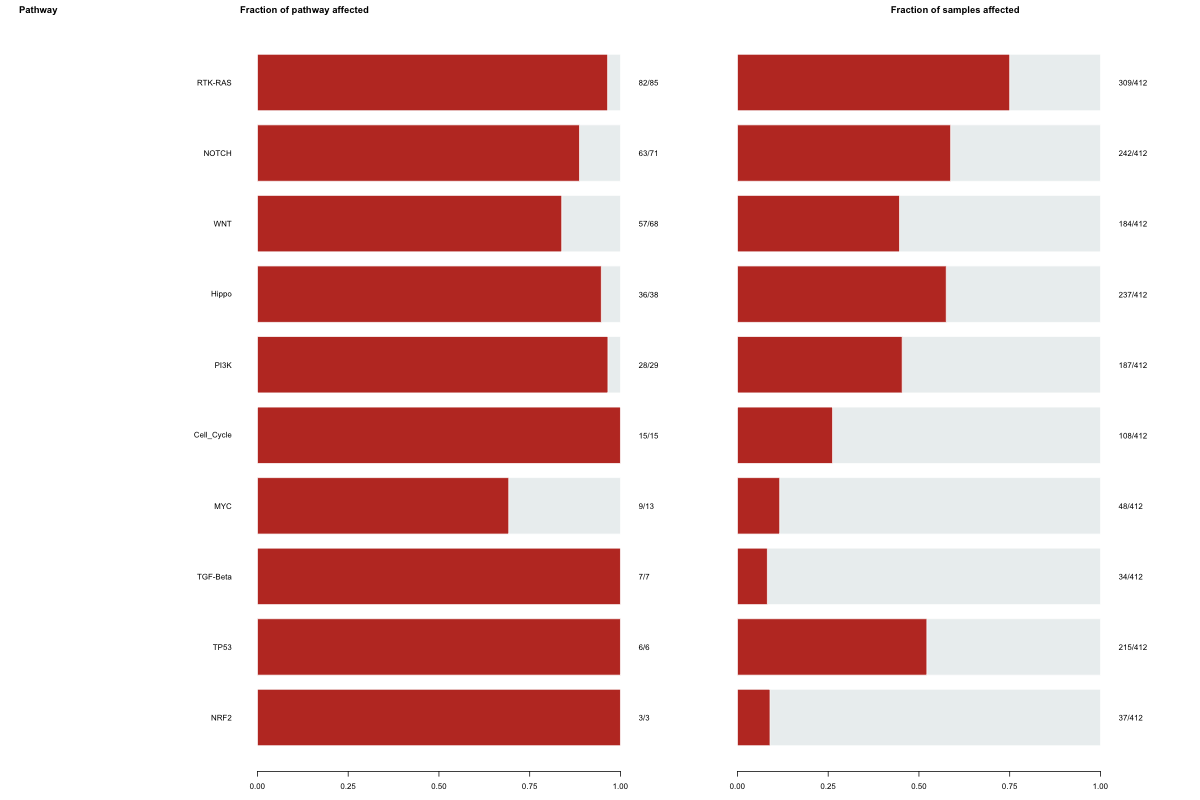 Pathway Fraction of pathway affected Fraction of samples affected
RTK-RAS 82/85 309/412
NOTCH 63/71 242/412
WNT 57/68 184/412
Hippo 36/38 237/412
PI3K 28/29 187/412
Cell_Cycle 15/15 108/412
MYC 9/13 48/412
TGF-Beta 7/7 34/412
TP53 6/6 215/412
NRF2 3/3 37/412
0.00 0.25 0.50 0.75 1.00 0.00 0.25 0.50 0.75 1.00